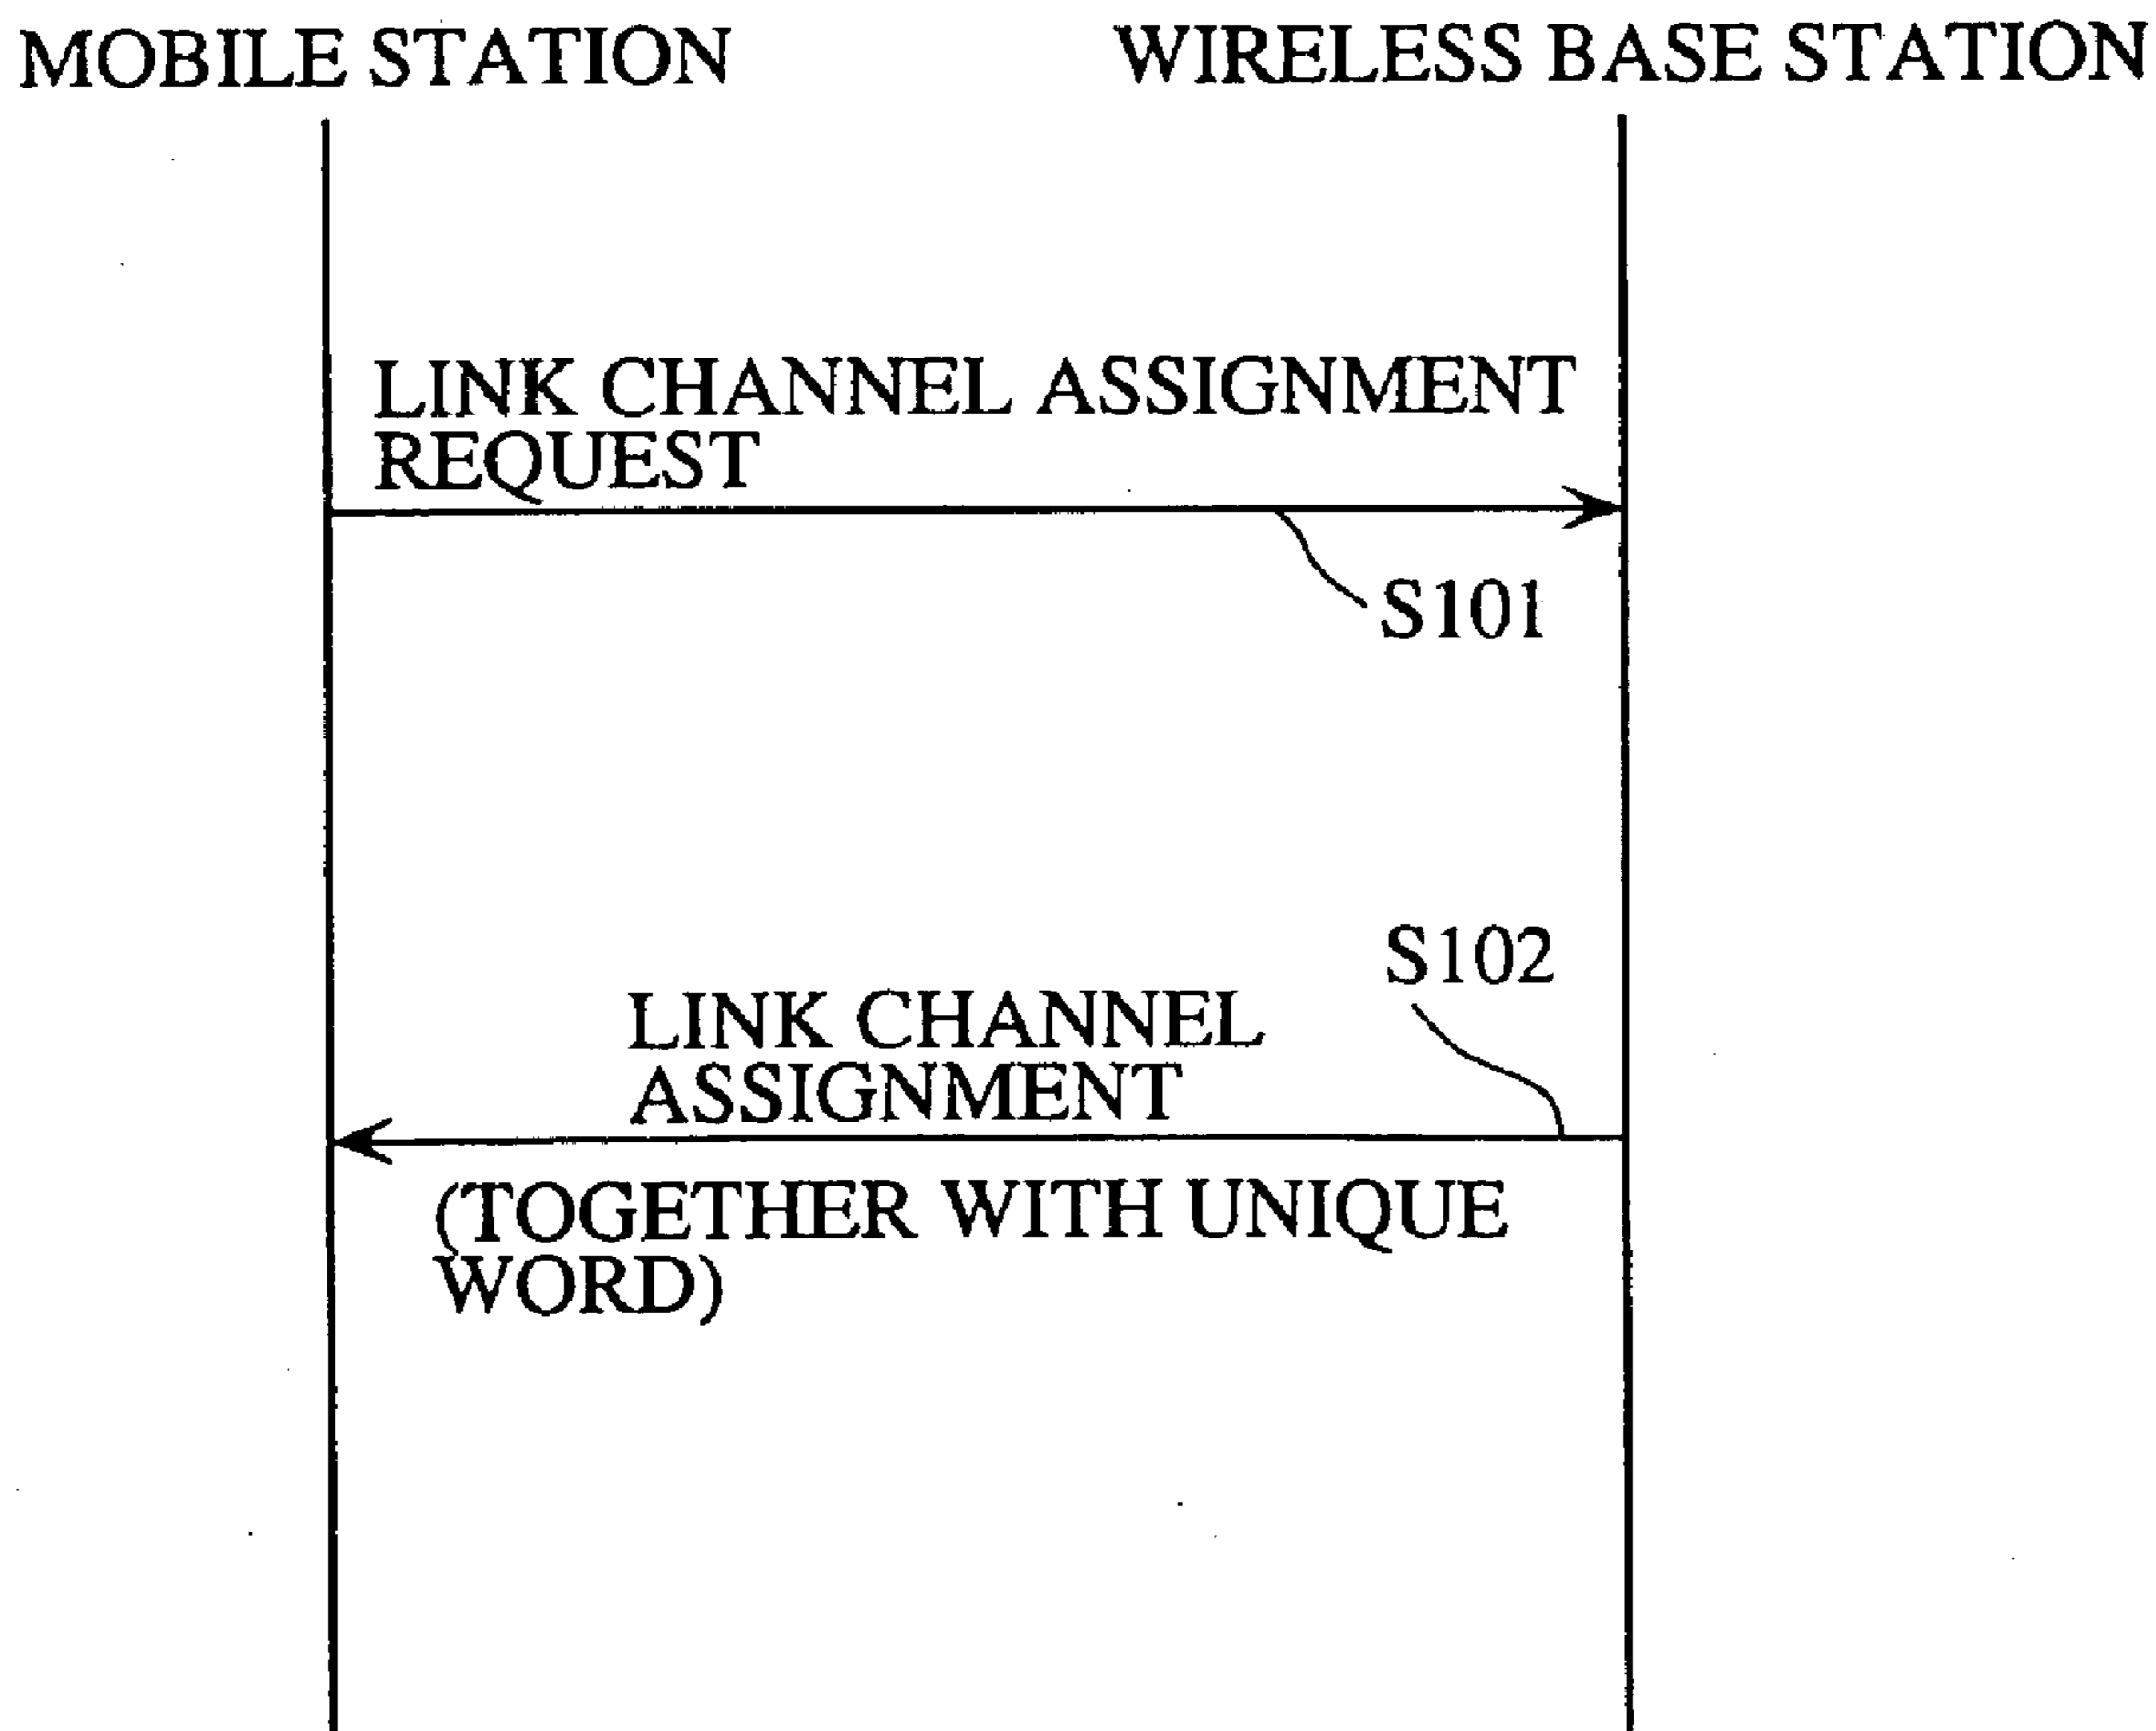 MOBILE STATION
WIRELESS BASE STATION
LINK CHANNEL ASSIGNMENT
REQUEST
S101
S102
LINK CHANNEL
ASSIGNMENT
(TOGETHER WITH UNIQUE
WORD)